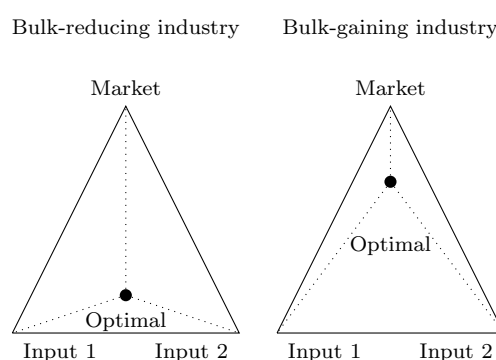 Bulk-reducing industry
Bulk-gaining industry
Market
Market
Optimal
Optimal
Input 1
Input 2
Input 1
Input 2